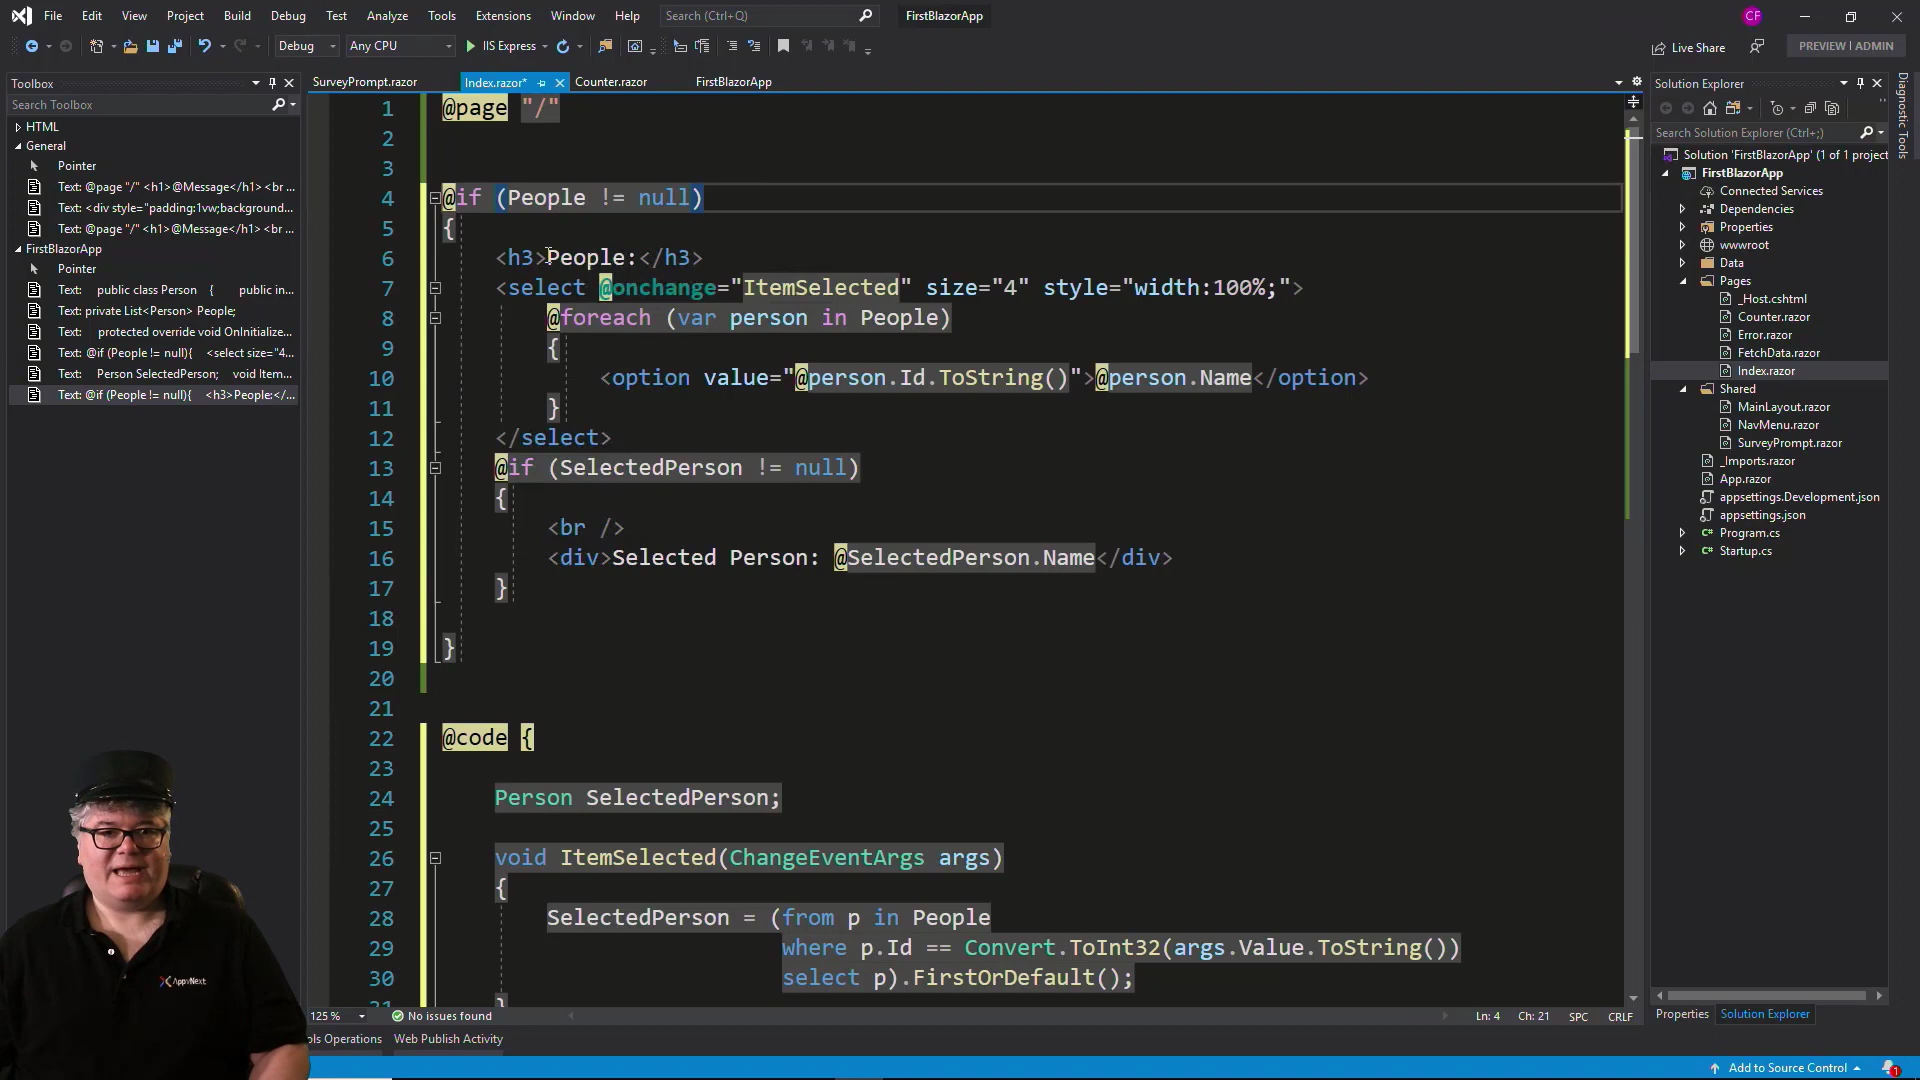 File Edit View Project Build Debug Test Analyze Tools Extensions Window Help Search (Ctrl+Q) FirstBlazorApp CF
Debug Any CPU IIS Express Live Share PREVIEW | ADMIN
Toolbox
Search Toolbox
HTML
General
Pointer
Text: @page "/" <h1>@Message</h1> <br ...
Text: <div style="padding:1vw;background...
Text: @page "/" <h1>@Message</h1> <br ...
FirstBlazorApp
Pointer
Text: public class Person { public in...
Text: private List<Person> People;
Text: protected override void OnInitialize...
Text: @if (People != null){ <select size="4...
Text: Person SelectedPerson; void Item...
Text: @if (People != null){ <h3>People:</...
SurveyPrompt.razor Index.razor* Counter.razor FirstBlazorApp
1 @page "/"
2
3
4 @if (People != null)
5 {
6 <h3>People:</h3>
7 <select @onchange="ItemSelected" size="4" style="width:100%;">
8 @foreach (var person in People)
9 {
10 <option value="@person.Id.ToString()">@person.Name</option>
11 }
12 </select>
13 @if (SelectedPerson != null)
14 {
15 <br />
16 <div>Selected Person: @SelectedPerson.Name</div>
17 }
18
19 }
20
21
22 @code {
23
24 Person SelectedPerson;
25
26 void ItemSelected(ChangeEventArgs args)
27 {
28 SelectedPerson = (from p in People
29 where p.Id == Convert.ToInt32(args.Value.ToString())
30 select p).FirstOrDefault();
125 % No issues found Ln: 4 Ch: 21 SPC CRLF
ols Operations Web Publish Activity
Solution Explorer
Search Solution Explorer (Ctrl+;)
Solution 'FirstBlazorApp' (1 of 1 project
FirstBlazorApp
Connected Services
Dependencies
Properties
wwwroot
Data
Pages
_Host.cshtml
Counter.razor
Error.razor
FetchData.razor
Index.razor
Shared
MainLayout.razor
NavMenu.razor
SurveyPrompt.razor
_Imports.razor
App.razor
appsettings.Development.json
appsettings.json
Program.cs
Startup.cs
Properties Solution Explorer
Diagnostic Tools
AppvNext
Add to Source Control 1